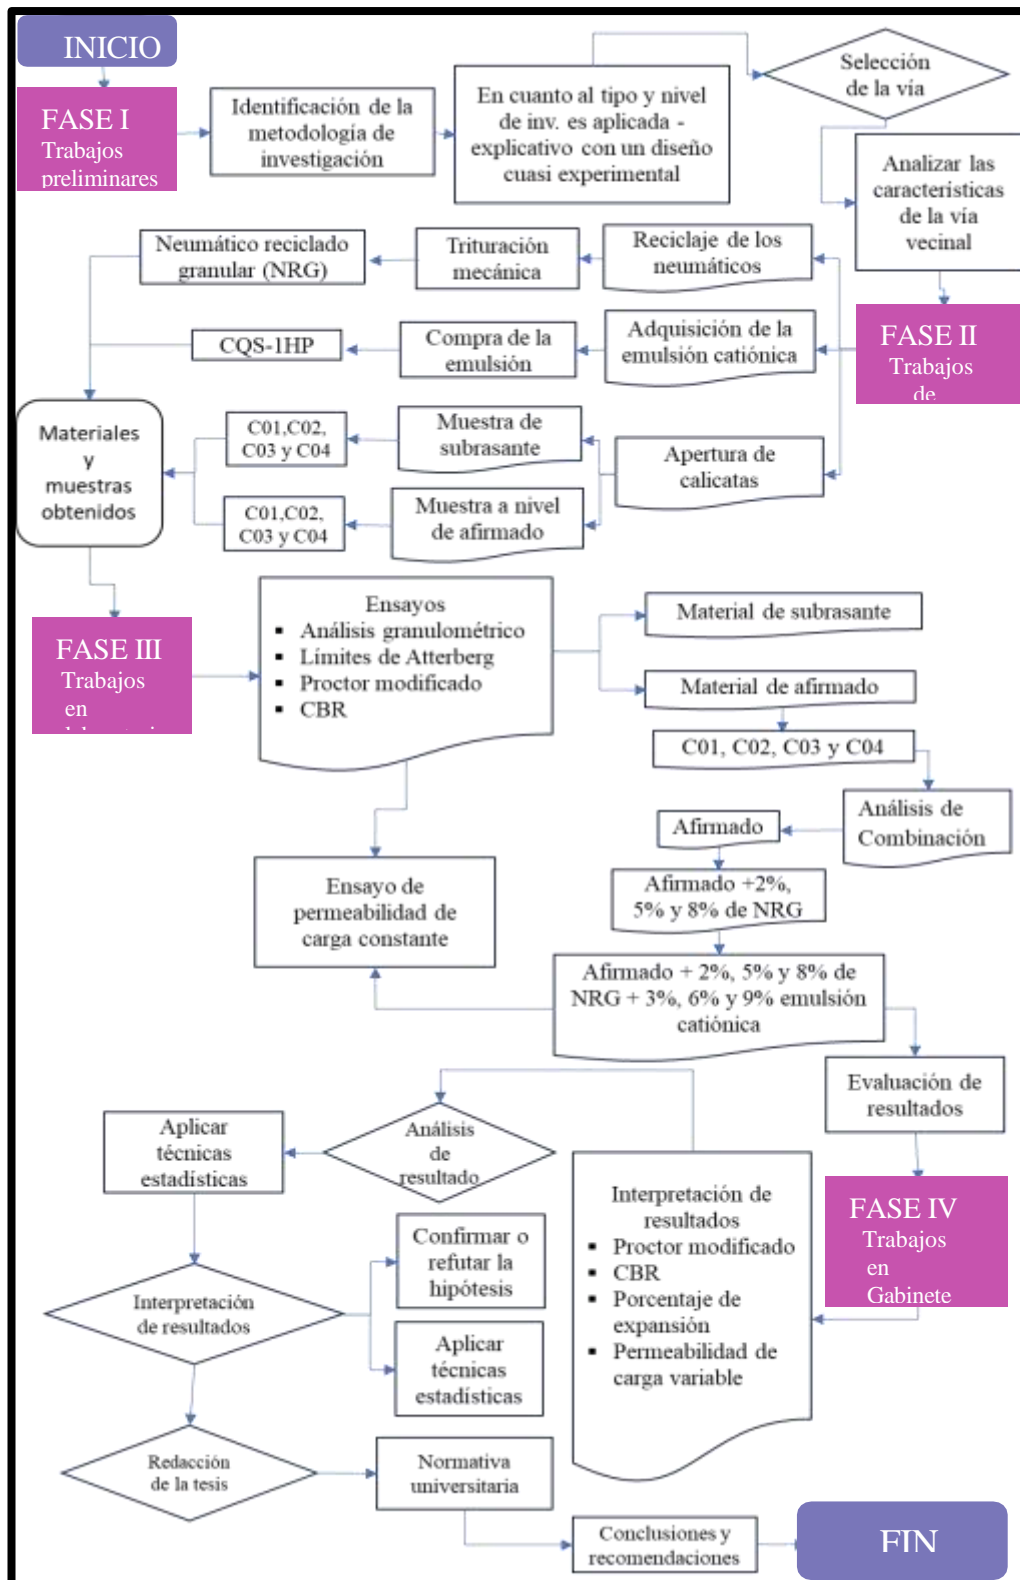 INICIO
FASE I
Trabajos
preliminares
Identificación de la
metodología de
investigación
En cuanto al tipo y nivel
de inv. es aplicada -
explicativo con un diseño
cuasi experimental
Selección
de la vía
Analizar las
características
de la vía
vecinal
FASE II
Trabajos
de
Reciclaje de los
neumáticos
Trituración
mecánica
Neumático reciclado
granular (NRG)
Adquisición de la
emulsión catiónica
Compra de la
emulsión
CQS-1HP
Apertura de
calicatas
Muestra de
subrasante
C01,C02,
C03 y C04
Muestra a nivel
de afirmado
C01,C02,
C03 y C04
Materiales
y
muestras
obtenidos
FASE III
Trabajos
en
Ensayos
▪ Análisis granulométrico
▪ Límites de Atterberg
▪ Proctor modificado
▪ CBR
Material de subrasante
Material de afirmado
C01, C02, C03 y C04
Análisis de
Combinación
Afirmado
Afirmado +2%,
5% y 8% de NRG
Afirmado + 2%, 5% y 8% de
NRG + 3%, 6% y 9% emulsión
catiónica
Ensayo de
permeabilidad de
carga constante
Evaluación de
resultados
FASE IV
Trabajos
en
Gabinete
Interpretación de
resultados
▪ Proctor modificado
▪ CBR
▪ Porcentaje de
expansión
▪ Permeabilidad de
carga variable
Análisis
de
resultado
Aplicar
técnicas
estadísticas
Interpretación
de resultados
Confirmar o
refutar la
hipótesis
Aplicar
técnicas
estadísticas
Redacción
de la tesis
Normativa
universitaria
Conclusiones y
recomendaciones
FIN